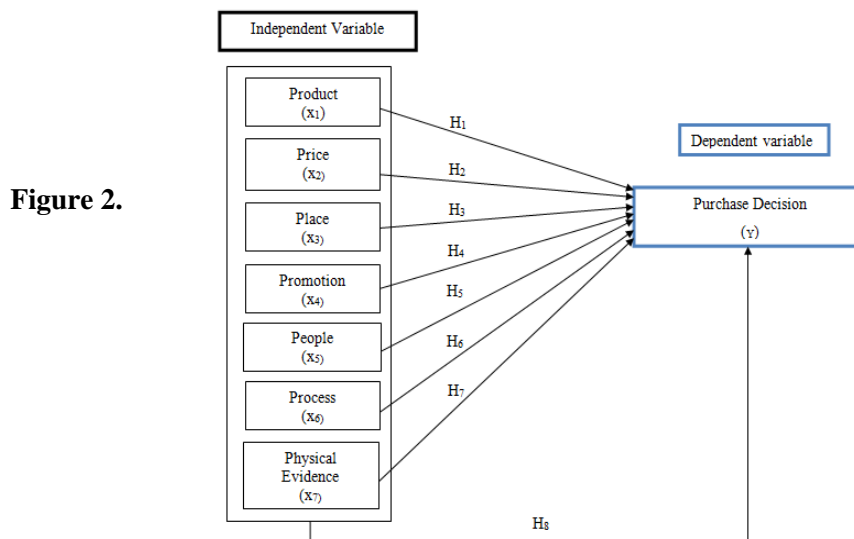 Independent Variable
Product
(x₁)
H₁
Dependent variable
Price
(x₂)
H₂
Figure 2.
Place
(x₃)
H₃
Purchase Decision
(Y)
Promotion
(x₄)
H₄
H₅
People
(x₅)
H₆
Process
(x₆)
H₇
Physical
Evidence
(x₇)
H₈